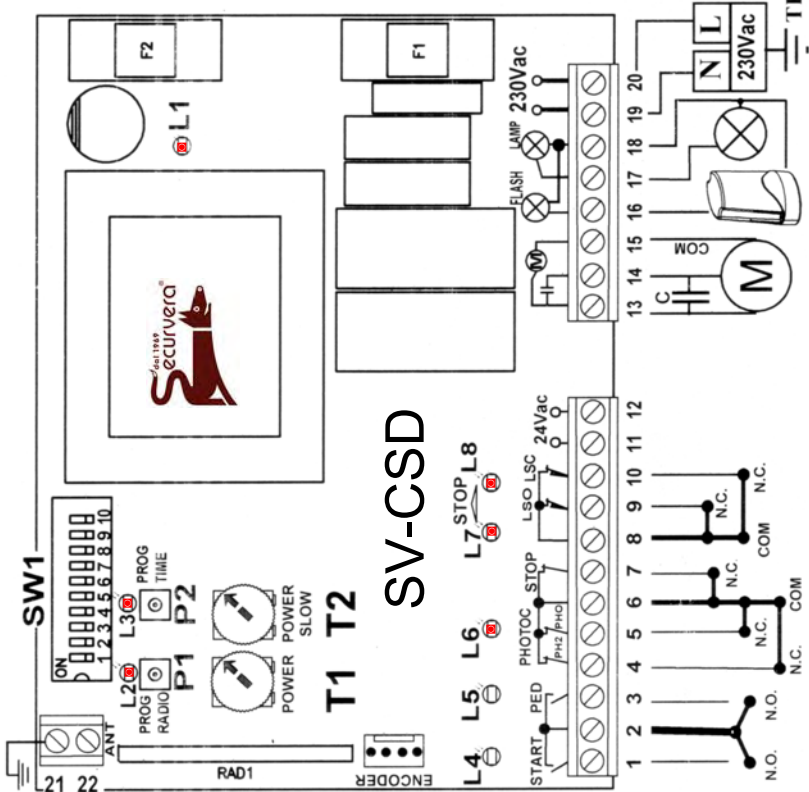 F2
F1
L1
230Vac
LAMP
FLASH
M
20
19
18
17
16
15
14
13
L
N
230Vac
COM
C
M
dal 1969
ecurvera®
SV-CSD
SW1
ON
1 2 3 4 5 6 7 8 9 10
L3
PROG
TIME
P2
L2
PROG
RADIO
P1
POWER
SLOW
T2
POWER
T1
ANT
21 22
RAD1
ENCODER
L4
L5
L6
L7
STOP
L8
24Vac
LSO
LSC
STOP
PHOTOC
PH2
PHO
PED
START
12
11
10
9
8
7
6
5
4
3
2
1
N.C.
N.C.
COM
N.C.
COM
N.C.
N.C.
N.O.
N.O.